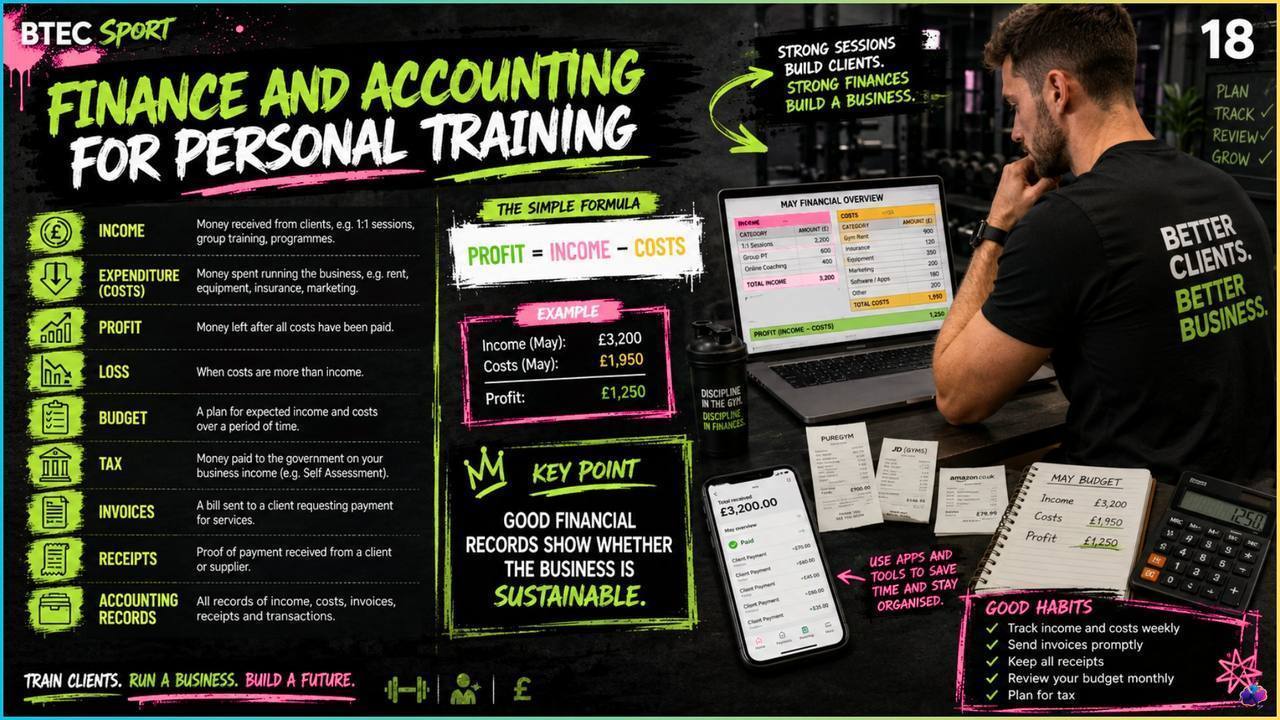 BTEC SPORT
18
FINANCE AND ACCOUNTING
FOR PERSONAL TRAINING
STRONG SESSIONS
BUILD CLIENTS.
STRONG FINANCES
BUILD A BUSINESS.
PLAN
TRACK ✓
REVIEW ✓
GROW ✓
INCOME
Money received from clients, e.g. 1:1 sessions,
group training, programmes.
EXPENDITURE
(COSTS)
Money spent running the business, e.g. rent,
equipment, insurance, marketing.
PROFIT
Money left after all costs have been paid.
LOSS
When costs are more than income.
BUDGET
A plan for expected income and costs
over a period of time.
TAX
Money paid to the government on your
business income (e.g. Self Assessment).
INVOICES
A bill sent to a client requesting payment
for services.
RECEIPTS
Proof of payment received from a client
or supplier.
ACCOUNTING
RECORDS
All records of income, costs, invoices,
receipts and transactions.
TRAIN CLIENTS. RUN A BUSINESS. BUILD A FUTURE.
£
THE SIMPLE FORMULA
PROFIT = INCOME − COSTS
EXAMPLE
Income (May): £3,200
Costs (May): £1,950
Profit: £1,250
KEY POINT
GOOD FINANCIAL
RECORDS SHOW WHETHER
THE BUSINESS IS
SUSTAINABLE.
MAY FINANCIAL OVERVIEW
INCOME
CATEGORY AMOUNT (£)
1:1 Sessions 2,200
Group PT 600
Online Coaching 400
TOTAL INCOME 3,200
COSTS
CATEGORY AMOUNT (£)
Gym Rent 900
Insurance 120
Equipment 350
Marketing 200
Software / Apps 180
Other 200
TOTAL COSTS 1,950
PROFIT (INCOME − COSTS) 1,250
BETTER
CLIENTS.
BETTER
BUSINESS.
DISCIPLINE
IN THE GYM.
DISCIPLINE
IN FINANCES.
PUREGYM
JD (GYMS)
amazon.co.uk
Total received
£3,200.00
May overview
Paid
Client Payment
Client Payment
Client Payment
Client Payment
Client Payment
USE APPS AND
TOOLS TO SAVE
TIME AND STAY
ORGANISED.
MAY BUDGET
Income £3,200
Costs £1,950
Profit £1,250
1250
GOOD HABITS
✓ Track income and costs weekly
✓ Send invoices promptly
✓ Keep all receipts
✓ Review your budget monthly
✓ Plan for tax